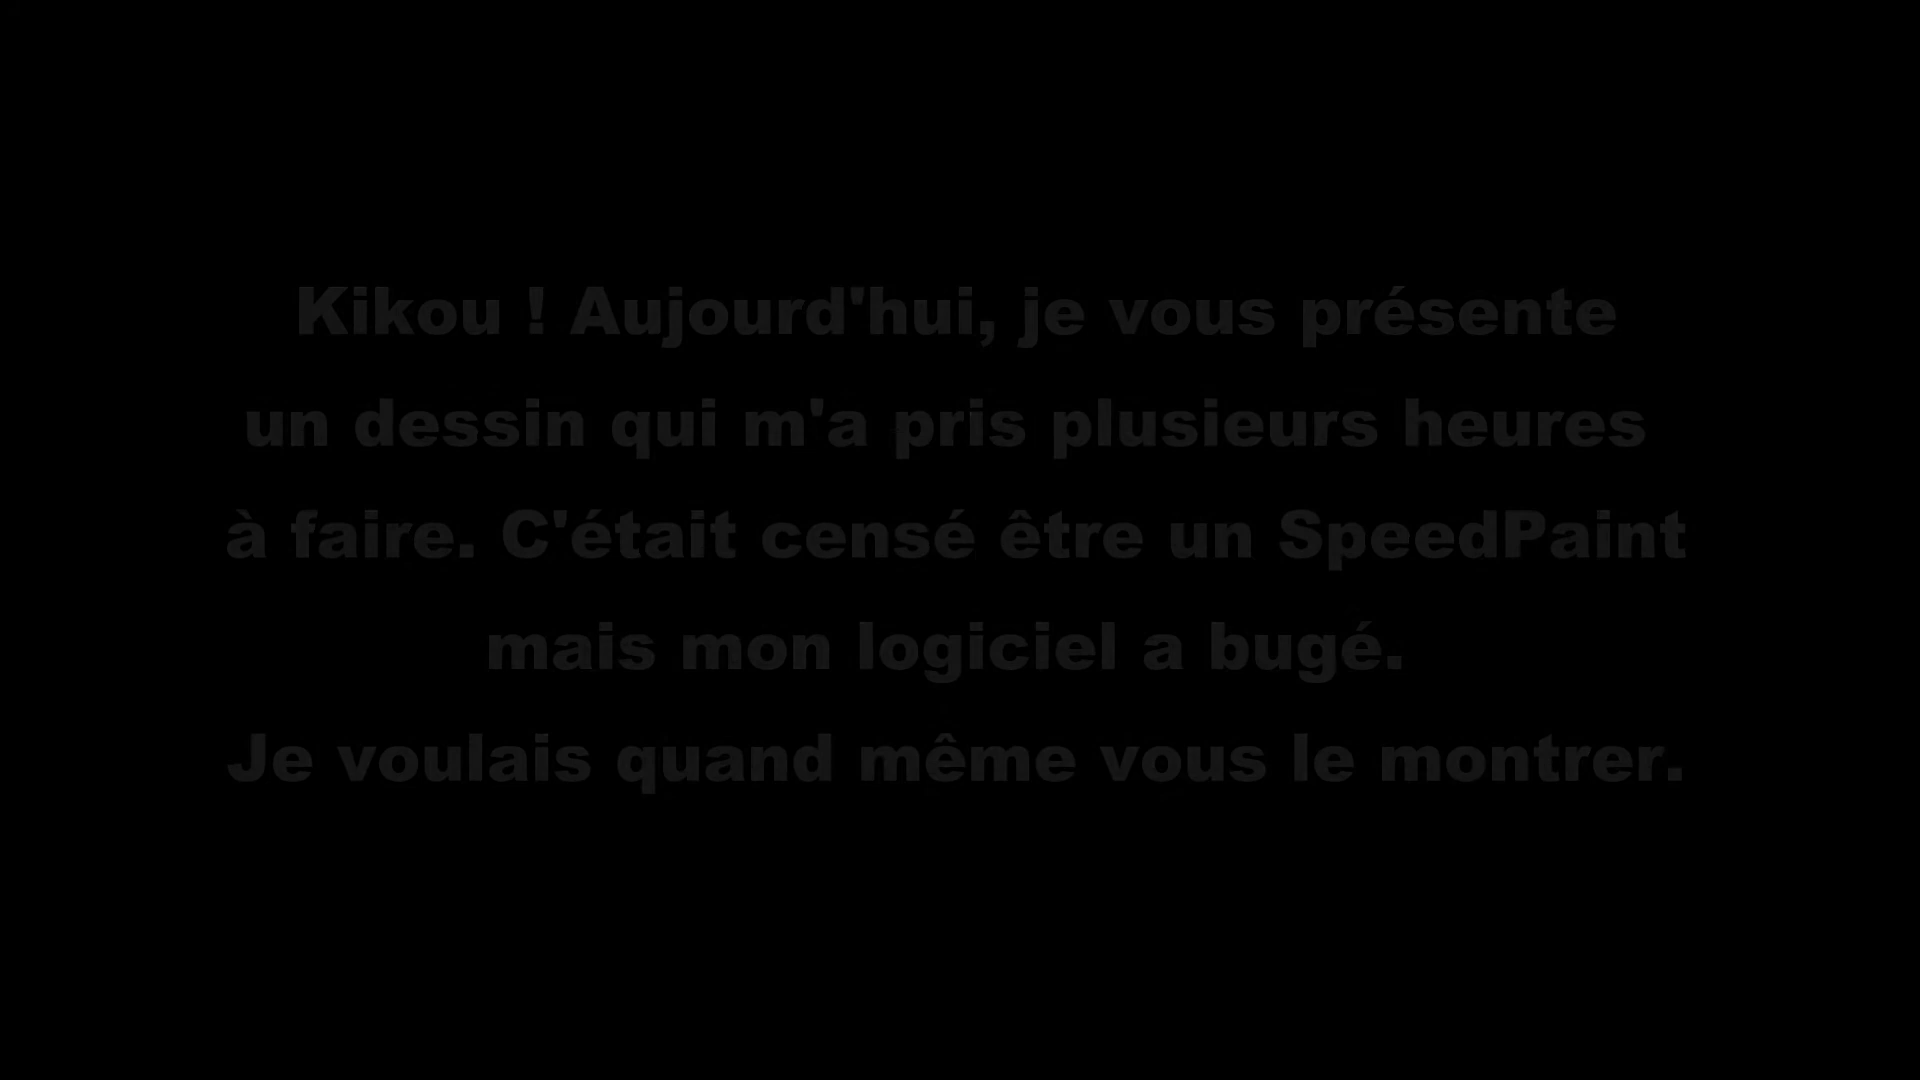 Kikou ! Aujourd'hui, je vous présente
un dessin qui m'a pris plusieurs heures
à faire. C'était censé être un SpeedPaint
mais mon logiciel a bugé.
Je voulais quand même vous le montrer.